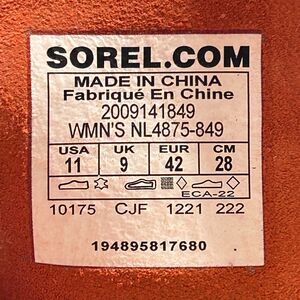 SOREL.COM
MADE IN CHINA
Fabriqué En Chine
2009141849
WMN'S NL4875-849
USA UK EUR CM
11 9 42 28
ECA-22
10175 CJF 1221 222
194895817680